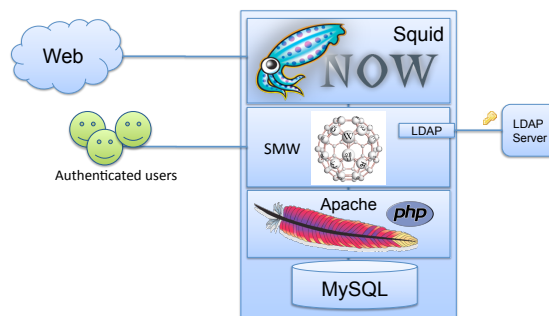 Web
Squid
NOW
Authenticated users
SMW
LDAP
LDAP
Server
Apache
php
MySQL